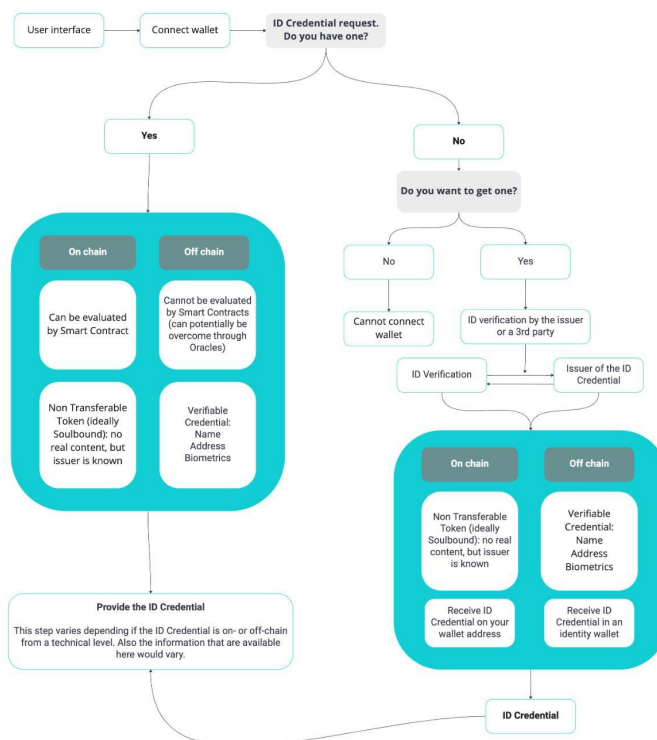 User interface
Connect wallet
ID Credential request.
Do you have one?
Yes
No
Do you want to get one?
On chain
Off chain
Can be evaluated
by Smart Contract
Cannot be evaluated
by Smart Contracts
(can potentially be
overcome through
Oracles)
Non Transferable
Token (ideally
Soulbound): no
real content, but
issuer is known
Verifiable
Credential:
Name
Address
Biometrics
No
Yes
Cannot connect
wallet
ID verification by the issuer
or a 3rd party
ID Verification
Issuer of the ID
Credential
On chain
Off chain
Non Transferable
Token (ideally
Soulbound): no real
content, but issuer
is known
Verifiable
Credential:
Name
Address
Biometrics
Receive ID
Credential on your
wallet address
Receive ID
Credential in an
identity wallet
Provide the ID Credential
This step varies depending if the ID Credential is on- or off-chain
from a technical level. Also the information that are available
here would vary.
ID Credential